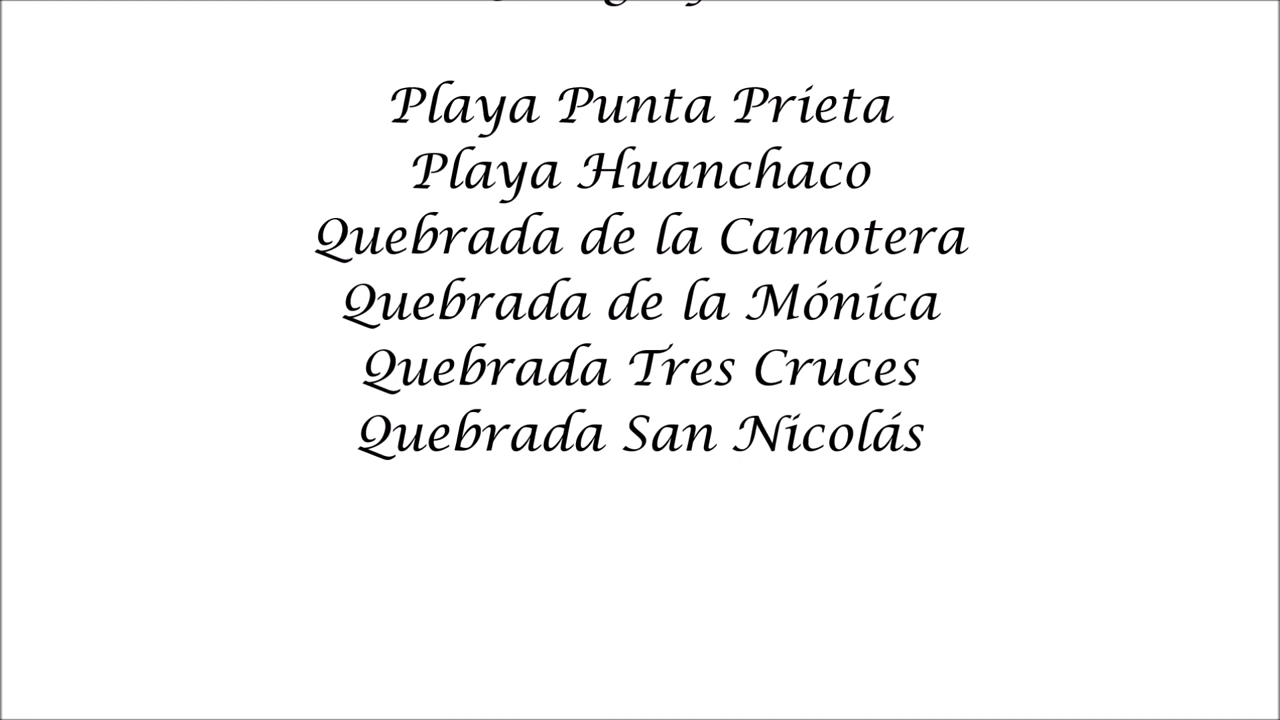 Playa Punta Prieta
Playa Huanchaco
Quebrada de la Camotera
Quebrada de la Mónica
Quebrada Tres Cruces
Quebrada San Nicolás